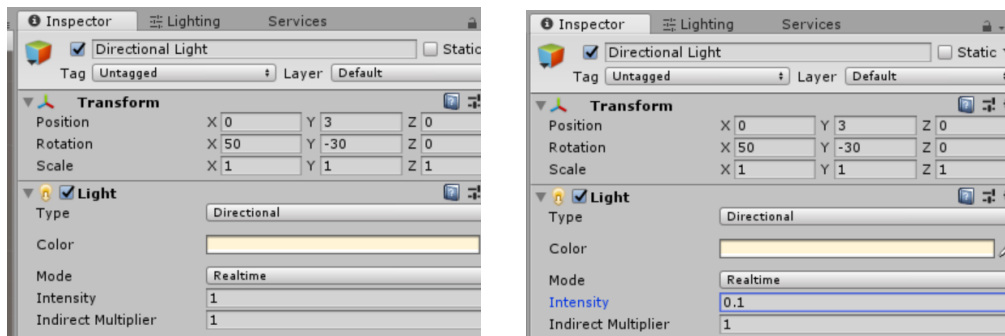 Inspector Lighting Services
Directional Light Static
Tag Untagged Layer Default
Transform
Position X 0 Y 3 Z 0
Rotation X 50 Y -30 Z 0
Scale X 1 Y 1 Z 1
Light
Type Directional
Color
Mode Realtime
Intensity 1
Indirect Multiplier 1
Inspector Lighting Services
Directional Light Static
Tag Untagged Layer Default
Transform
Position X 0 Y 3 Z 0
Rotation X 50 Y -30 Z 0
Scale X 1 Y 1 Z 1
Light
Type Directional
Color
Mode Realtime
Intensity 0.1
Indirect Multiplier 1